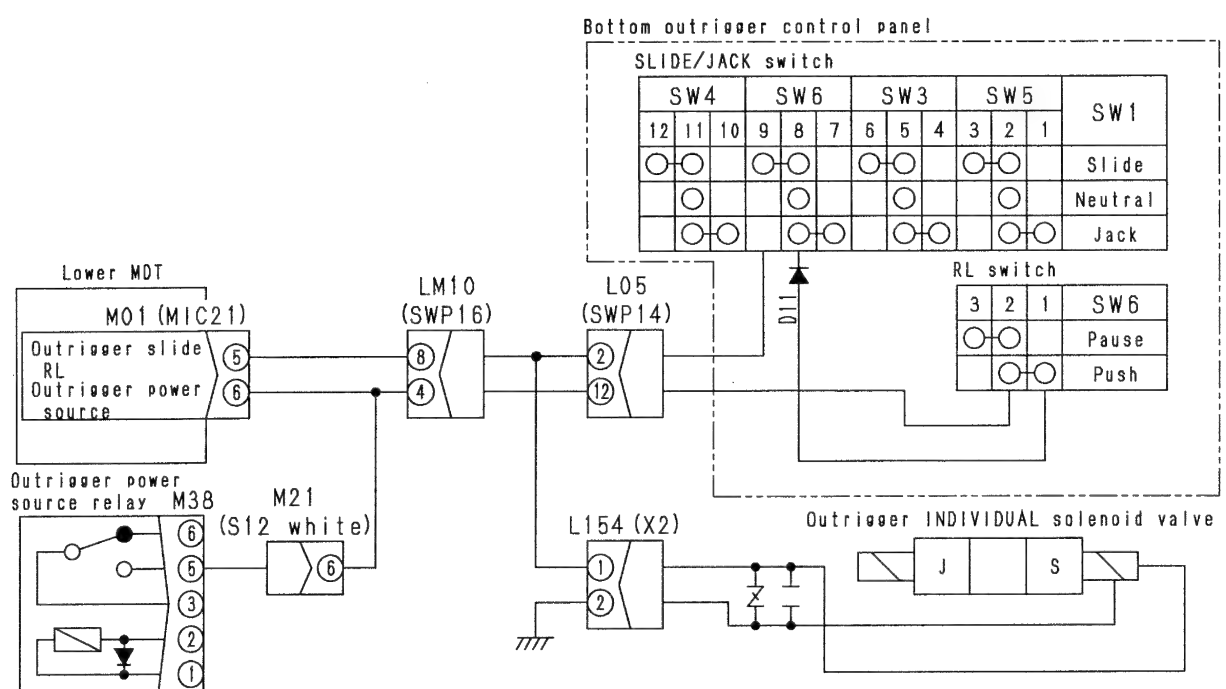 Bottom outrigger control panel
SLIDE/JACK switch
SW4 SW6 SW3 SW5 SW1
12 11 10 9 8 7 6 5 4 3 2 1
Slide
Neutral
Jack
RL switch
3 2 1 SW6
Pause
Push
D11
Lower MDT
M01 (MIC21)
Outrigger slide
RL
5
Outrigger power
source
6
LM10
(SWP16)
8
4
L05
(SWP14)
2
12
Outrigger power
source relay
M38
6
5
3
2
1
M21
(S12 white)
6
L154 (X2)
1
2
Outrigger INDIVIDUAL solenoid valve
J S